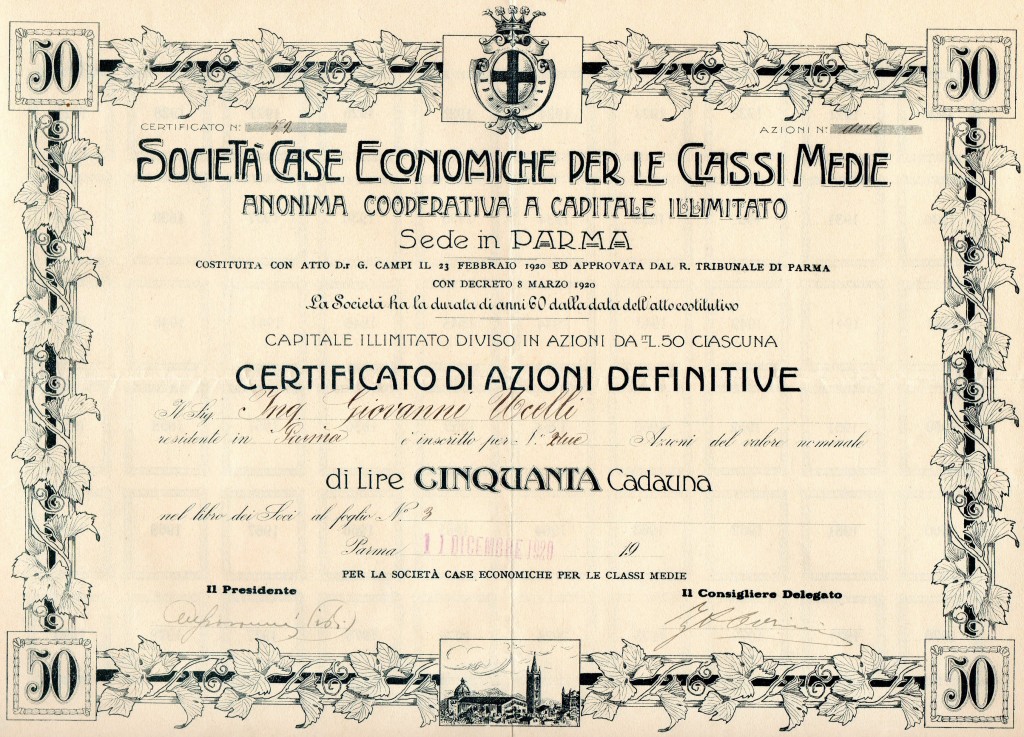 50
50
CERTIFICATO N.º 52
AZIONI N.º due
SOCIETÀ CASE ECONOMICHE PER LE CLASSI MEDIE
ANONIMA COOPERATIVA A CAPITALE ILLIMITATO
Sede in PARMA
COSTITUITA CON ATTO D.r G. CAMPI IL 23 FEBBRAIO 1920 ED APPROVATA DAL R. TRIBUNALE DI PARMA
CON DECRETO 8 MARZO 1920
La Società ha la durata di anni 60 dalla data dell'atto costitutivo
CAPITALE ILLIMITATO DIVISO IN AZIONI DA L. 50 CIASCUNA
CERTIFICATO DI AZIONI DEFINITIVE
Il Sig. Ing. Giovanni Ucelli
residente in Parma è inscritto per N.º due Azioni del valore nominale
di Lire CINQUANTA Cadauna
nel libro dei Soci al foglio N.º 3
Parma 11 DICEMBRE 1920 19
PER LA SOCIETÀ CASE ECONOMICHE PER LE CLASSI MEDIE
Il Presidente
Il Consigliere Delegato
50
50